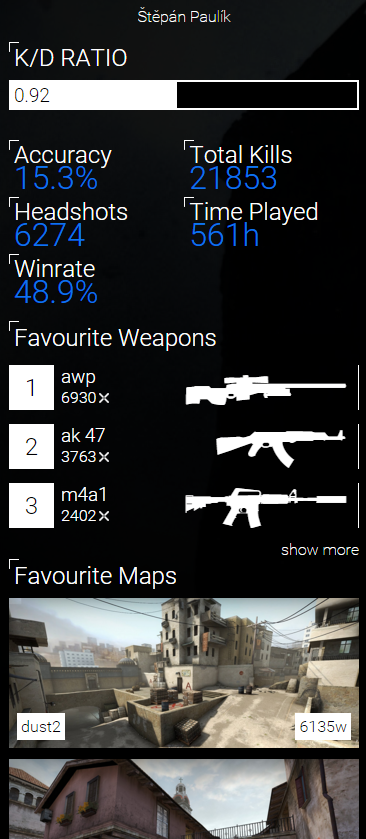 Štěpán Paulík
K/D RATIO
0.92
Accuracy
15.3%
Total Kills
21853
Headshots
6274
Time Played
561h
Winrate
48.9%
Favourite Weapons
1
awp
6930
2
ak 47
3763
3
m4a1
2402
show more
Favourite Maps
dust2
6135w